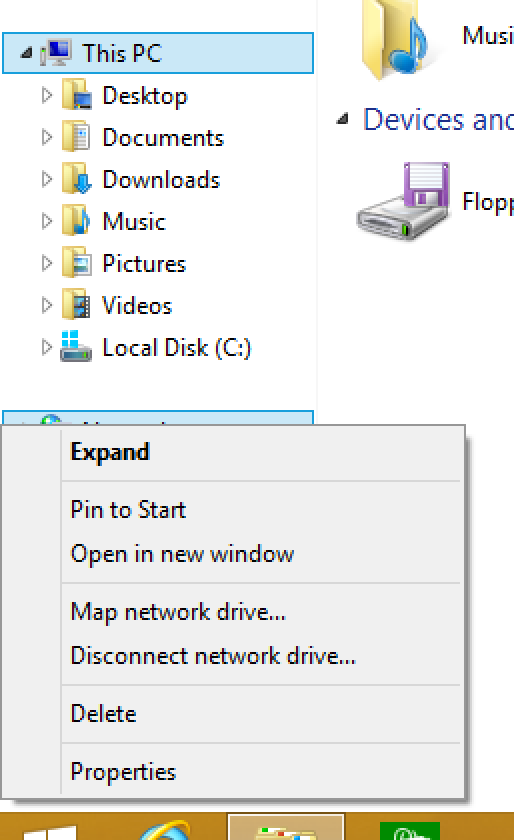 This PC
Desktop
Documents
Downloads
Music
Pictures
Videos
Local Disk (C:)
Musi
Devices and
Flopp
Expand
Pin to Start
Open in new window
Map network drive...
Disconnect network drive...
Delete
Properties